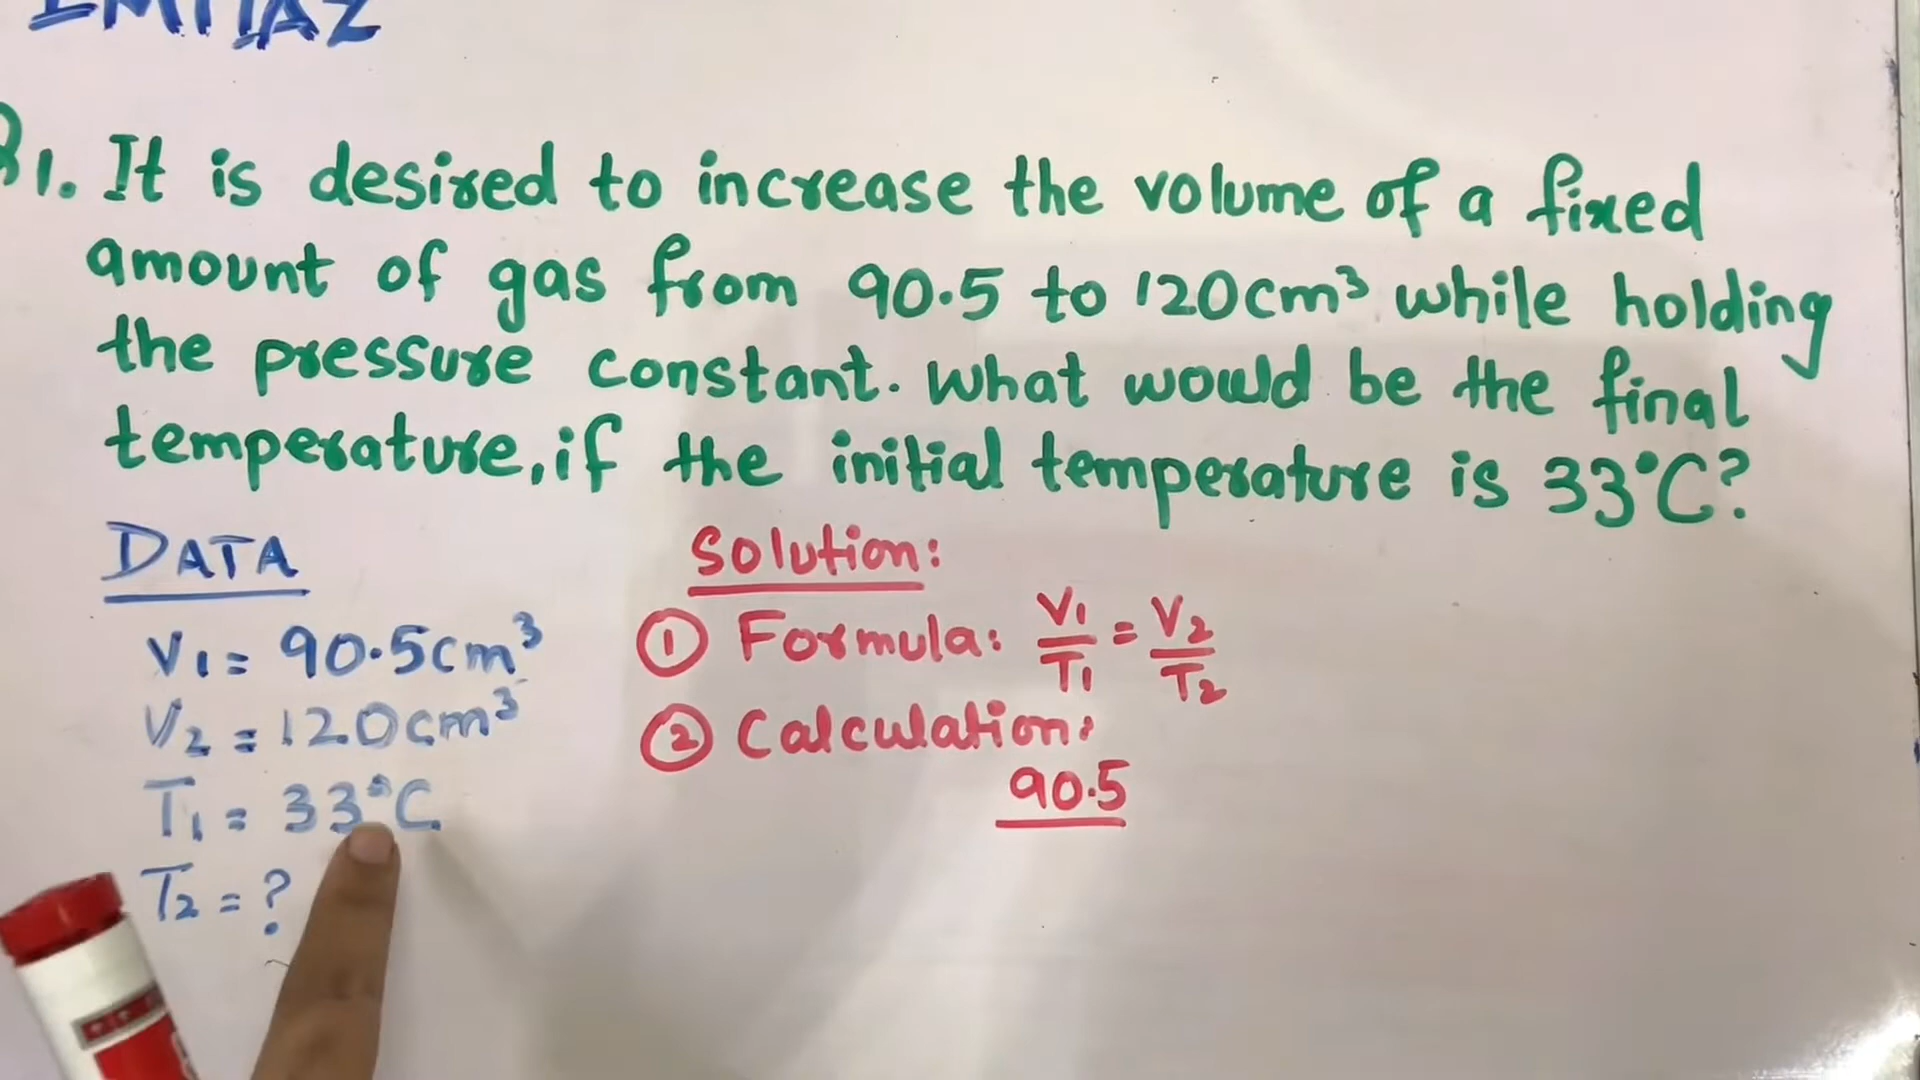 IMTIAZ
Q1. It is desired to increase the volume of a fixed
amount of gas from 90.5 to 120cm³ while holding
the pressure constant. What would be the final
temperature, if the initial temperature is 33°C?
DATA
V₁ = 90.5cm³
V₂ = 120cm³
T₁ = 33°C
T₂ = ?
Solution:
① Formula: V₁/T₁ = V₂/T₂
② Calculation:
90.5